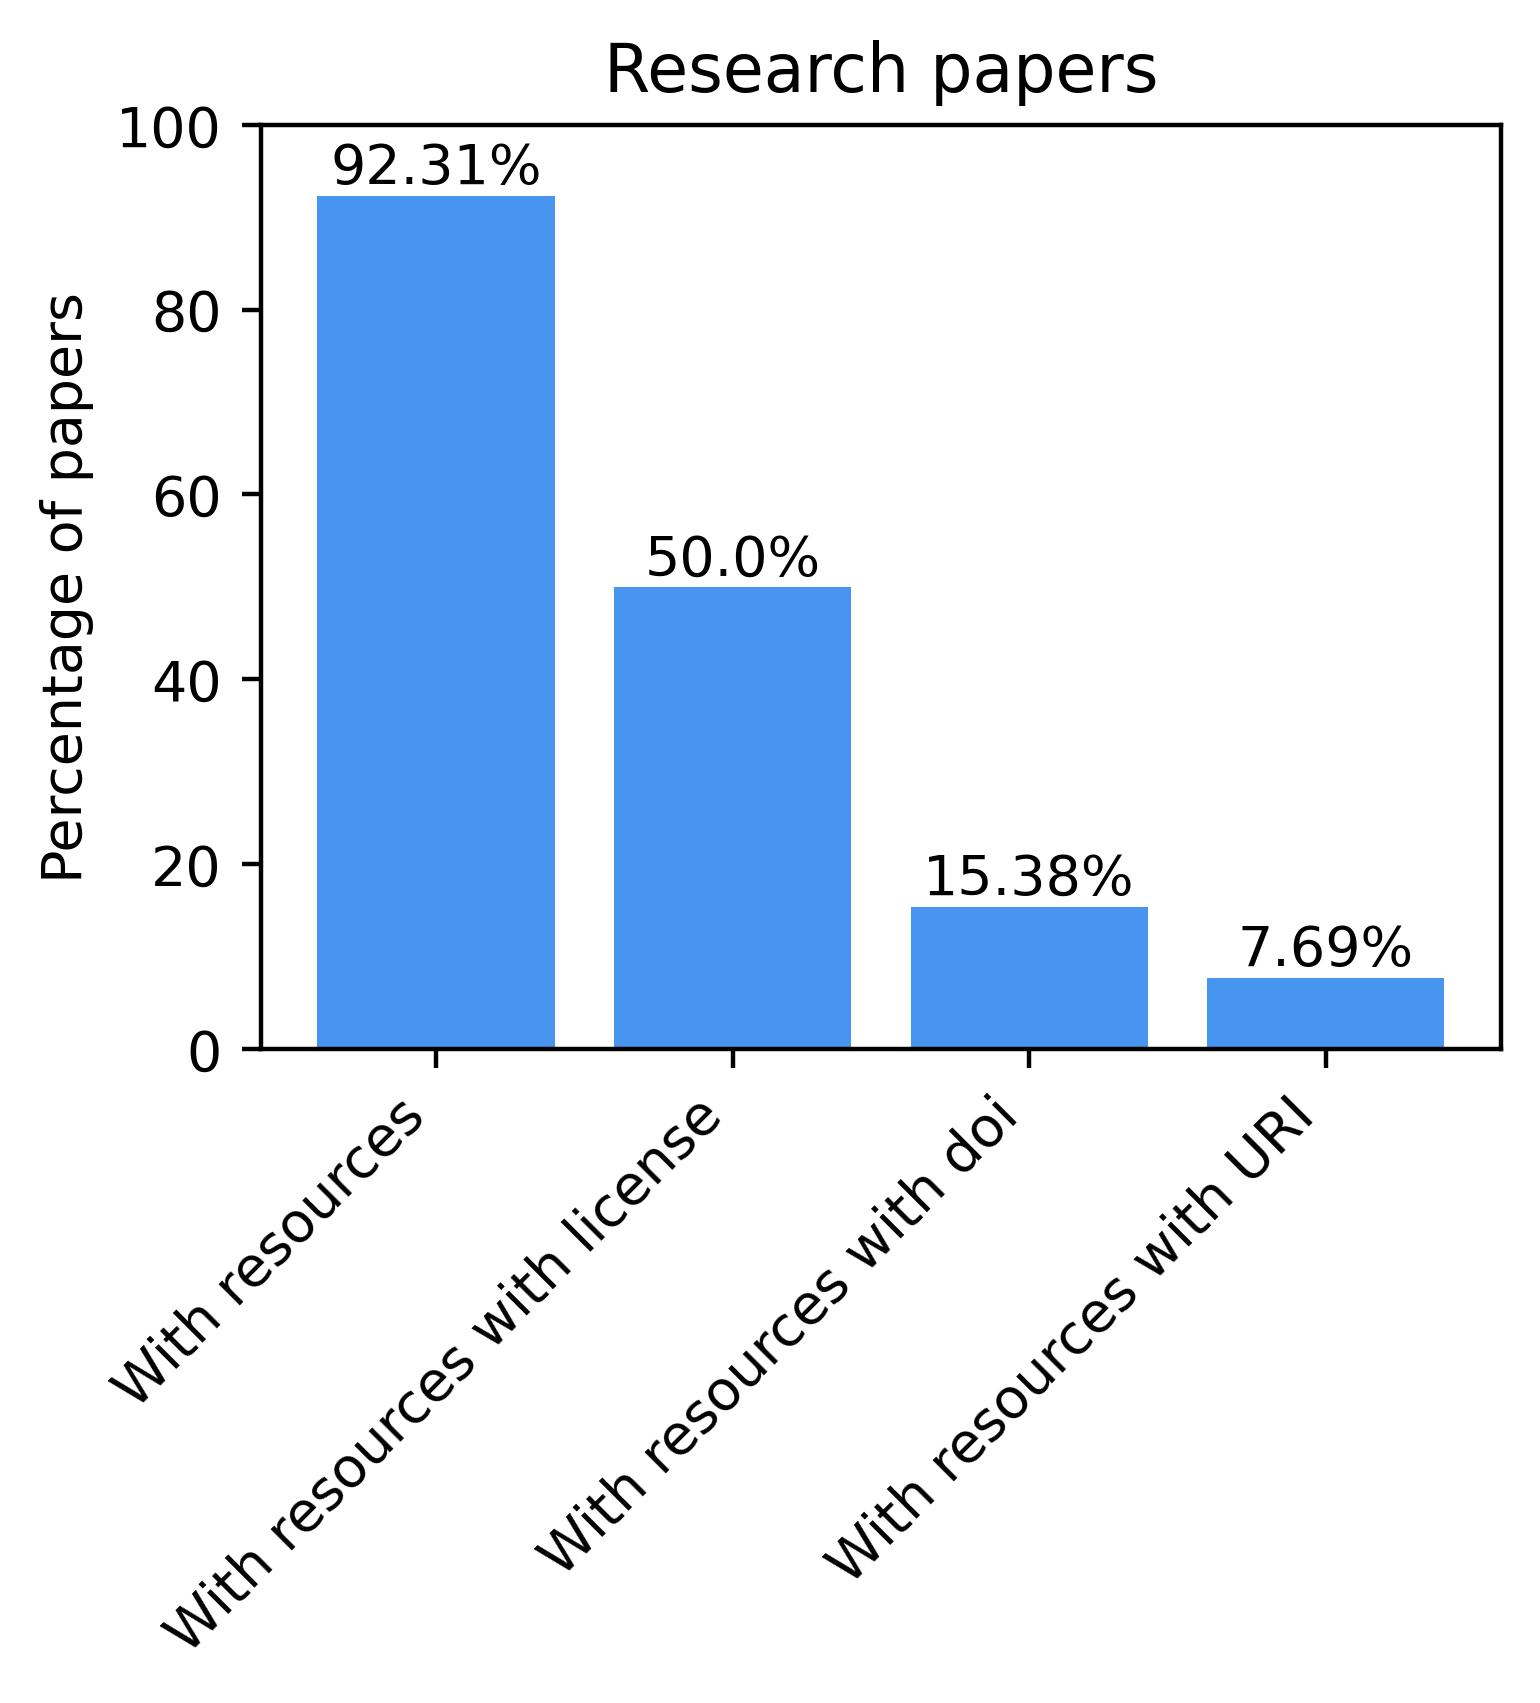 Research papers
Percentage of papers
100
80
60
40
20
0
92.31%
50.0%
15.38%
7.69%
With resources
With resources with license
With resources with doi
With resources with URI